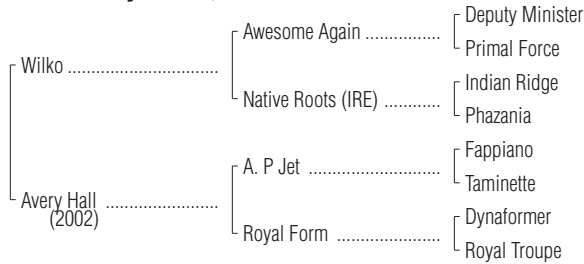 Deputy Minister
Awesome Again ................
Primal Force
Wilko ................................
Indian Ridge
Native Roots (IRE) ............
Phazania
Fappiano
A. P Jet ............................
Taminette
Avery Hall ........................
(2002)
Dynaformer
Royal Form ......................
Royal Troupe